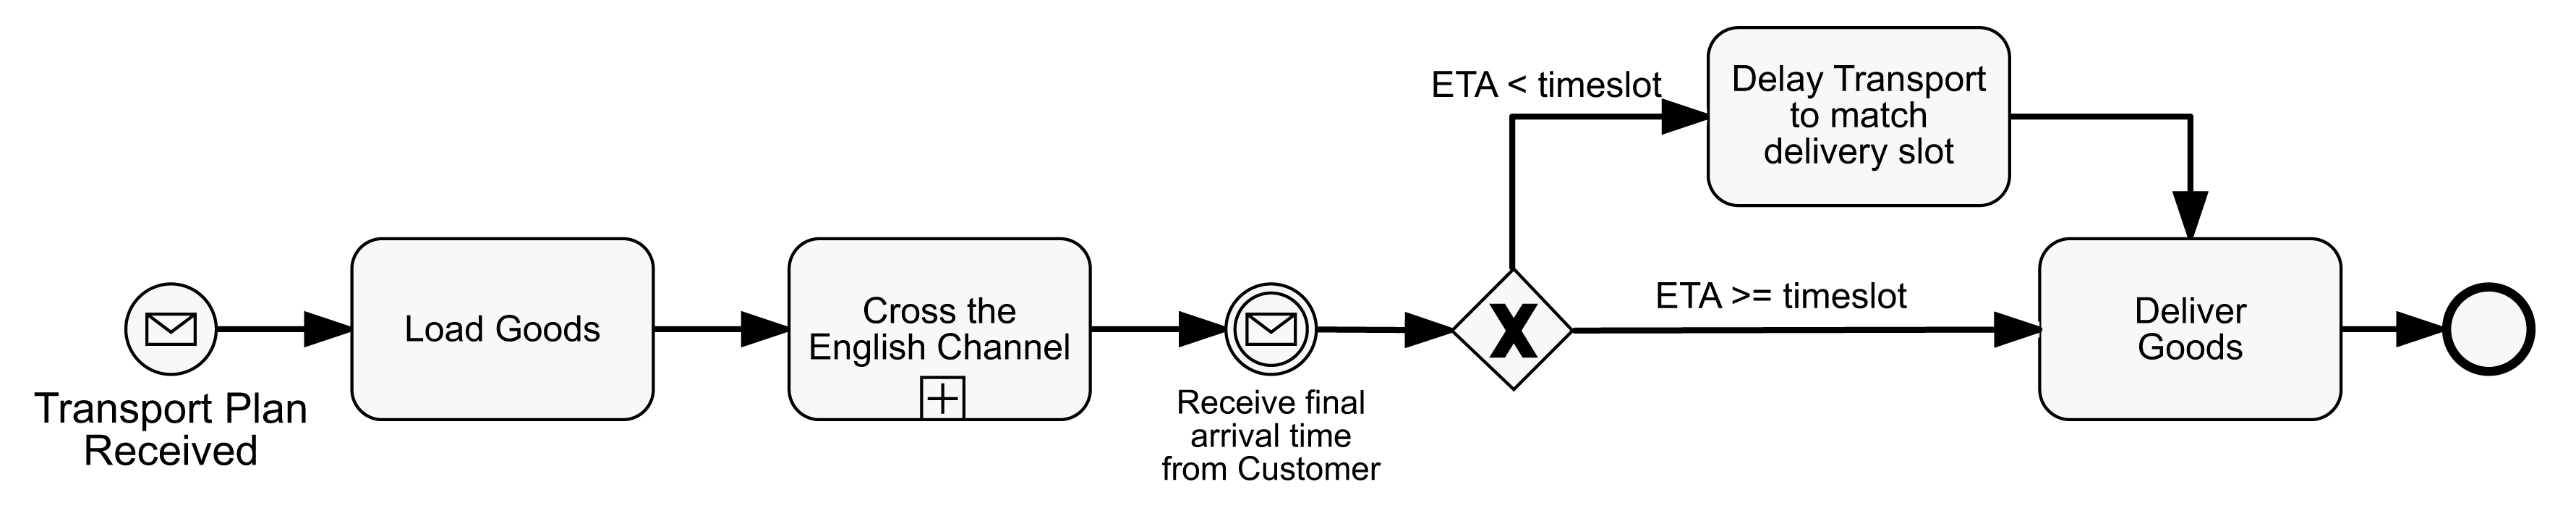 Transport Plan
Received
Load Goods
Cross the
English Channel
Receive final
arrival time
from Customer
X
ETA < timeslot
Delay Transport
to match
delivery slot
ETA >= timeslot
Deliver
Goods